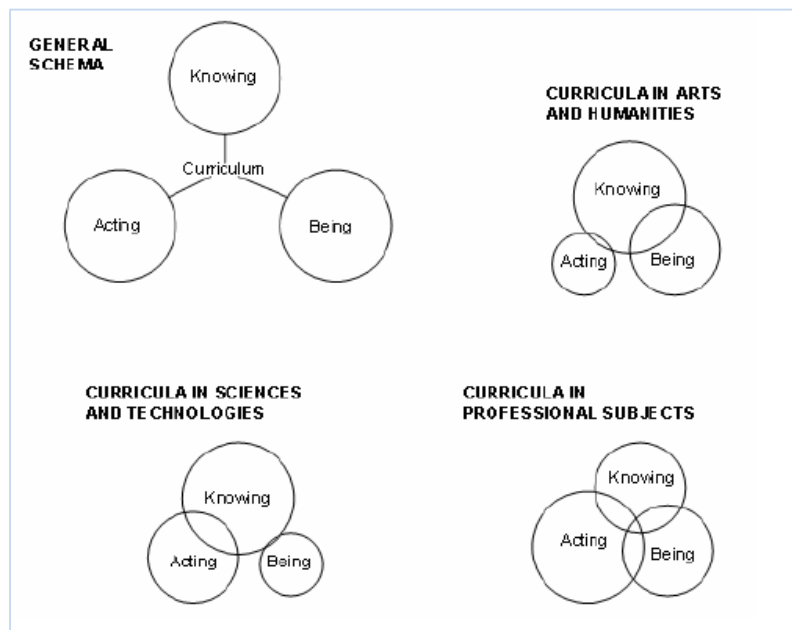 GENERAL
SCHEMA
Knowing
Curriculum
Acting
Being
CURRICULA IN ARTS
AND HUMANITIES
Knowing
Acting
Being
CURRICULA IN SCIENCES
AND TECHNOLOGIES
Knowing
Acting
Being
CURRICULA IN
PROFESSIONAL SUBJECTS
Knowing
Acting
Being